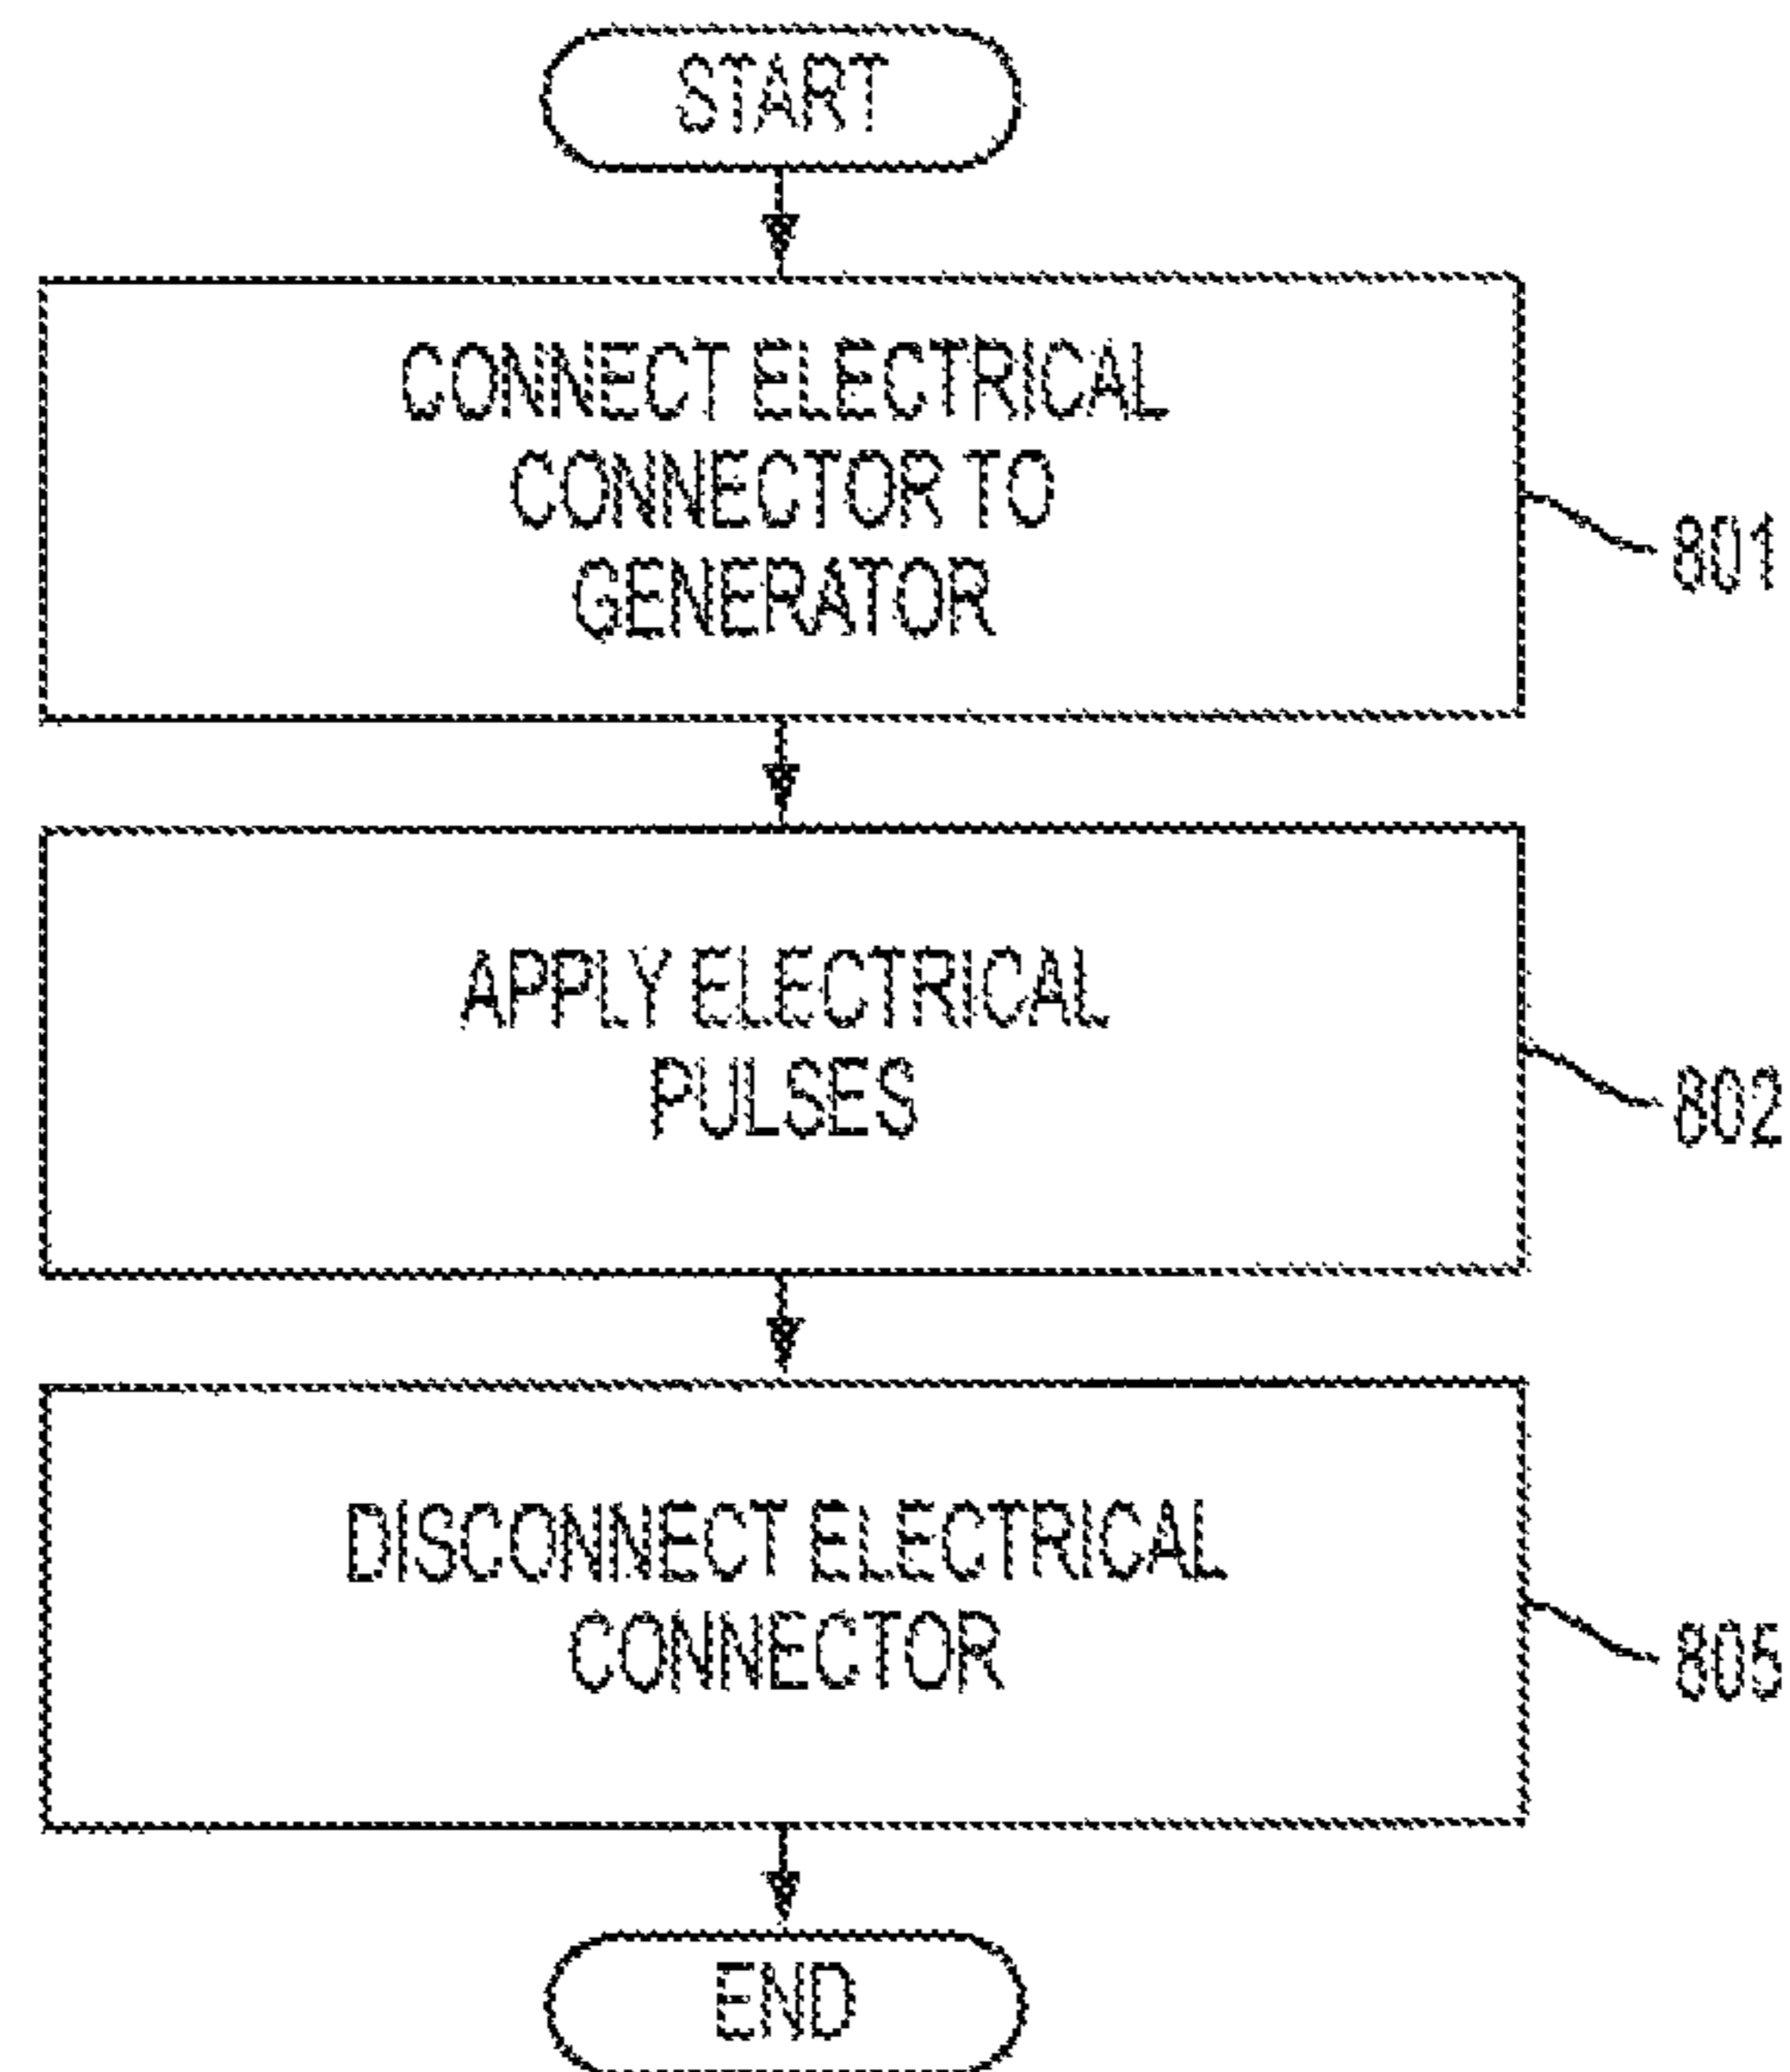 START
CONNECT ELECTRICAL
CONNECTOR TO
GENERATOR
801
APPLY ELECTRICAL
PULSES
802
DISCONNECT ELECTRICAL
CONNECTOR
805
END